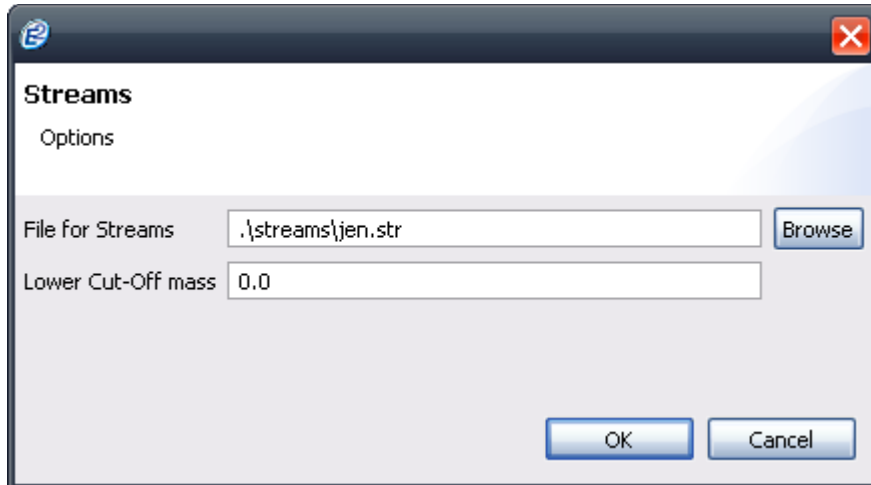 Streams
Options
File for Streams .\streams\jen.str Browse
Lower Cut-Off mass 0.0
OK Cancel